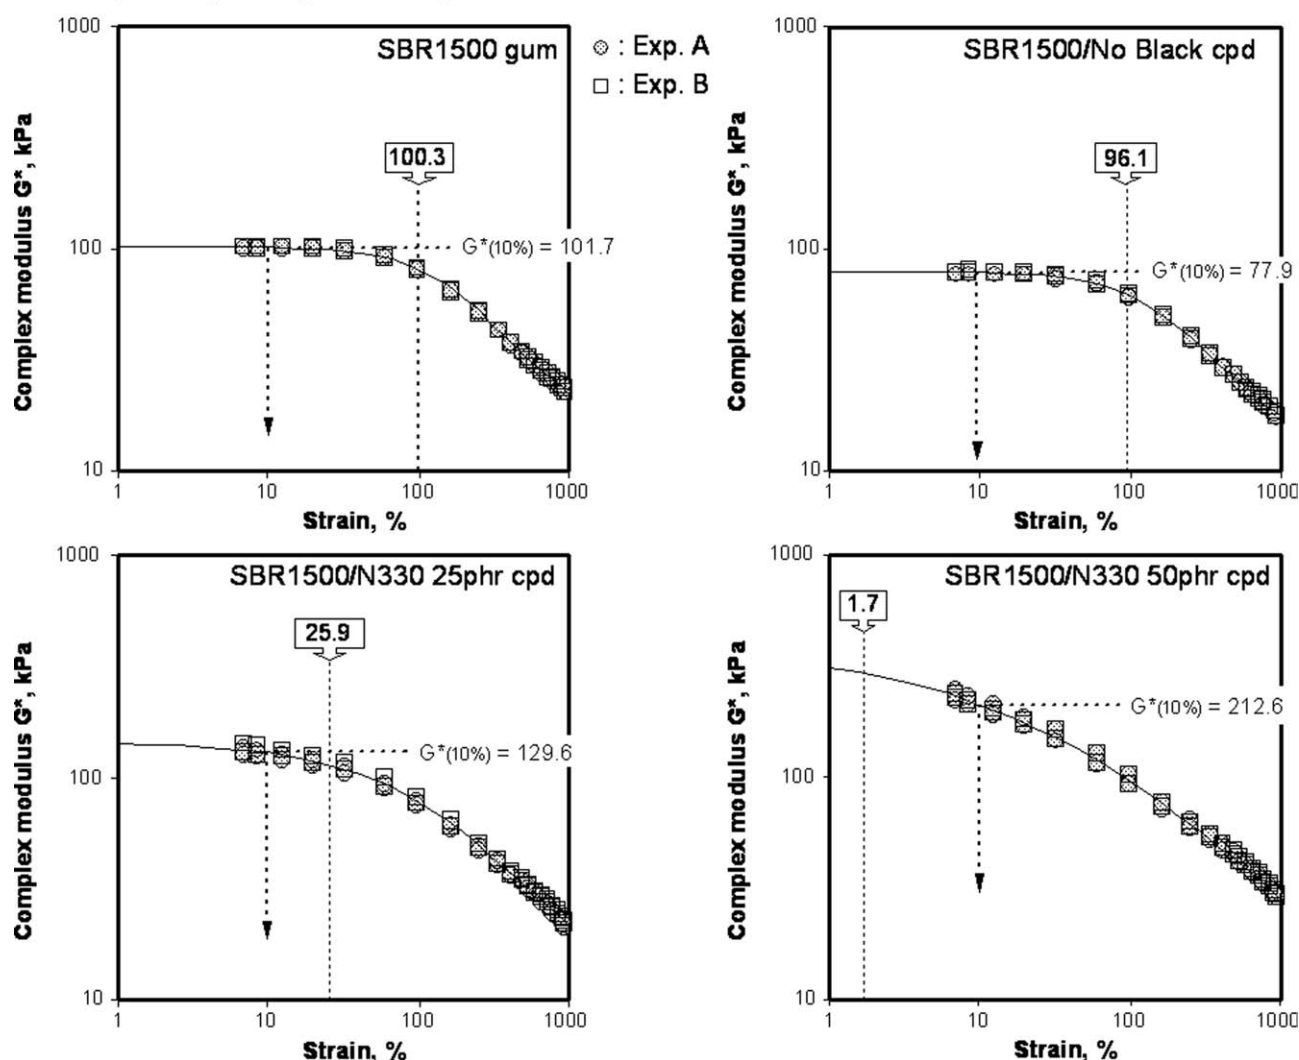 1000
SBR1500 gum
: Exp. A
: Exp. B
100.3
100
G*(10%) = 101.7
Complex modulus G*, kPa
10
1
10
100
1000
Strain, %
1000
SBR1500/No Black cpd
96.1
100
G*(10%) = 77.9
Complex modulus G*, kPa
10
1
10
100
1000
Strain, %
1000
SBR1500/N330 25phr cpd
25.9
100
G*(10%) = 129.6
Complex modulus G*, kPa
10
1
10
100
1000
Strain, %
1000
SBR1500/N330 50phr cpd
1.7
G*(10%) = 212.6
100
Complex modulus G*, kPa
10
1
10
100
1000
Strain, %